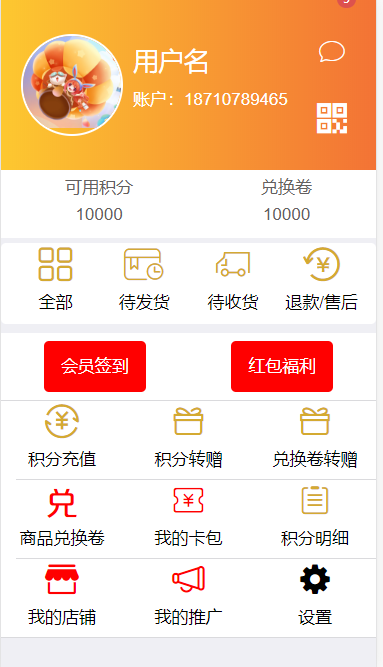 用户名
账户：18710789465
可用积分 兑换卷
10000 10000
全部 待发货 待收货 退款/售后
会员签到 红包福利
积分充值 积分转赠 兑换卷转赠
兑
商品兑换卷 我的卡包 积分明细
我的店铺 我的推广 设置